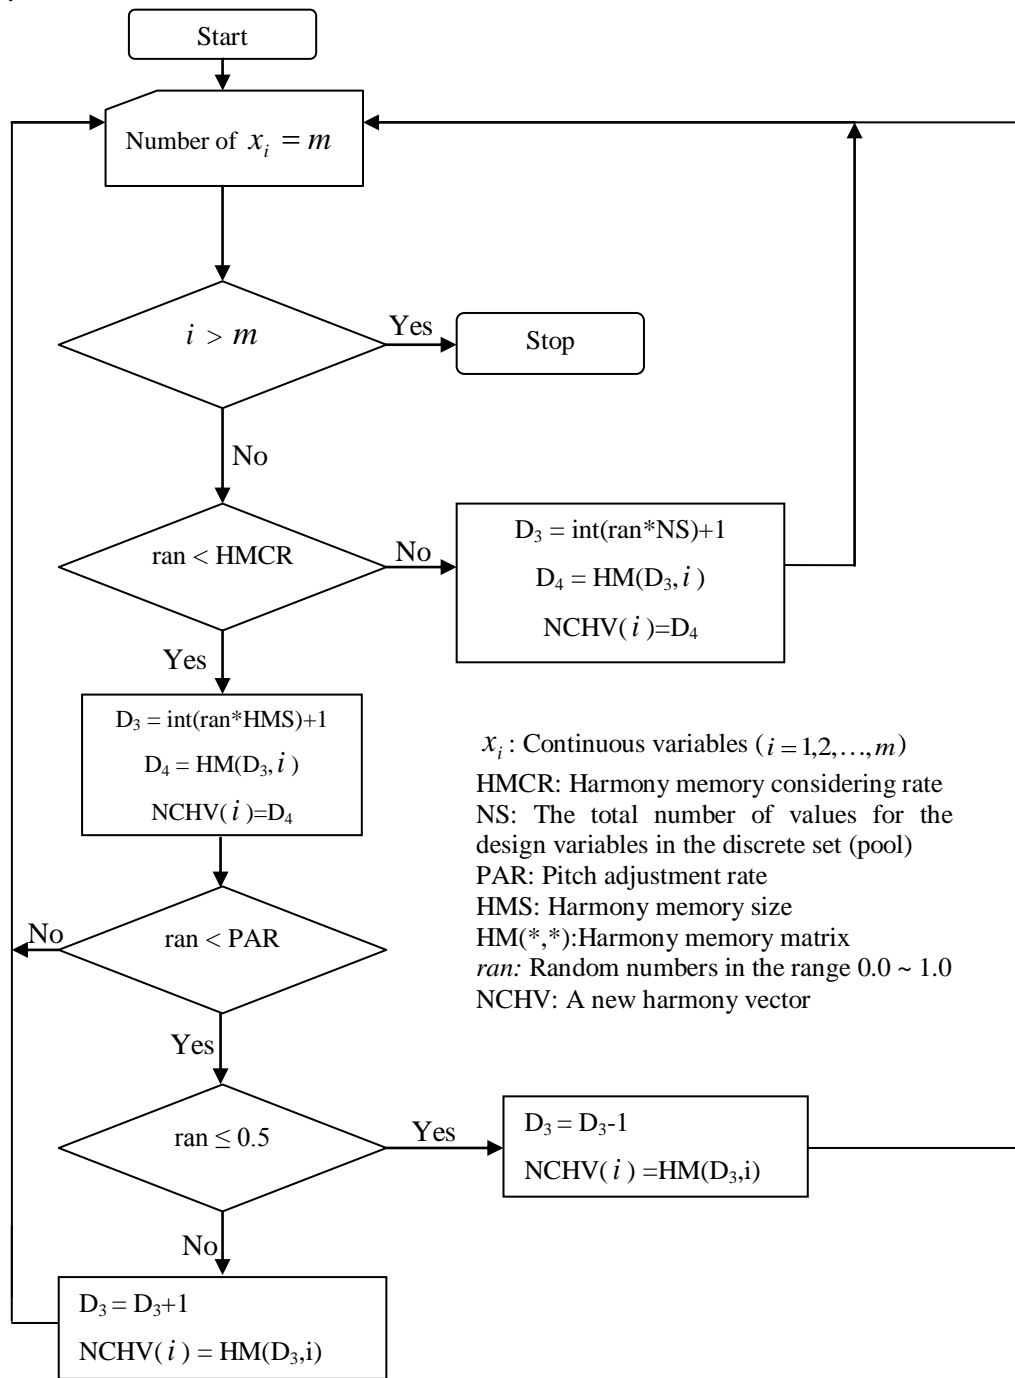 Start
Number of xᵢ = m
i > m
Yes
Stop
No
ran < HMCR
No
D₃ = int(ran*NS)+1
D₄ = HM(D₃, i )
NCHV( i )=D₄
Yes
D₃ = int(ran*HMS)+1
D₄ = HM(D₃, i )
NCHV( i )=D₄
xᵢ : Continuous variables ( i = 1,2,…,m )
HMCR: Harmony memory considering rate
NS: The total number of values for the
design variables in the discrete set (pool)
PAR: Pitch adjustment rate
HMS: Harmony memory size
HM(*,*):Harmony memory matrix
ran: Random numbers in the range 0.0 ~ 1.0
NCHV: A new harmony vector
ran < PAR
No
Yes
ran ≤ 0.5
Yes
D₃ = D₃-1
NCHV( i ) =HM(D₃,i)
No
D₃ = D₃+1
NCHV( i ) = HM(D₃,i)